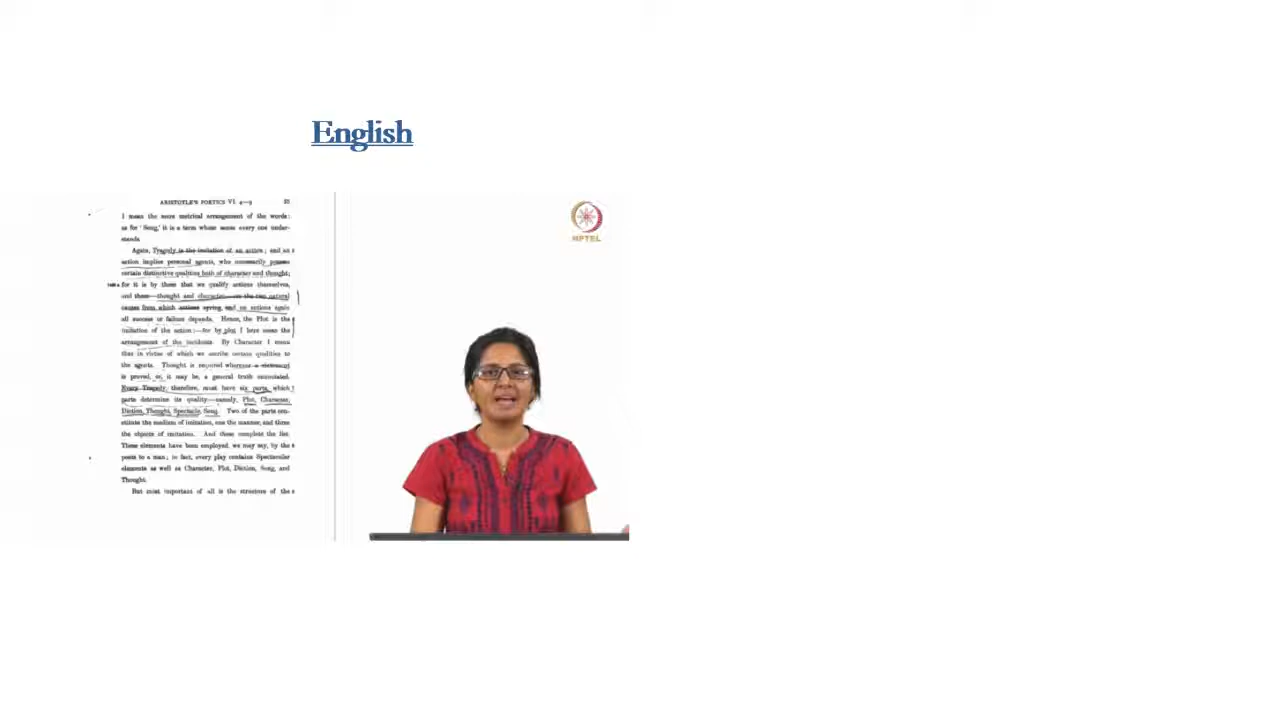 English
ARISTOTLE'S POETICS VI. 4—9
I mean the mere metrical arrangement of the words:
as for 'Song,' it is a term whose sense every one under-
stands.
Again, Tragedy is the imitation of an action; and an
action implies personal agents, who necessarily possess
certain distinctive qualities both of character and thought;
for it is by these that we qualify actions themselves,
and these—thought and character—are the two natural
causes from which actions spring, and on actions again
all success or failure depends. Hence, the Plot is the
imitation of the action:—for by plot I here mean the
arrangement of the incidents. By Character I mean
that in virtue of which we ascribe certain qualities to
the agents. Thought is required wherever a statement
is proved, or, it may be, a general truth enunciated.
Every Tragedy, therefore, must have six parts, which
parts determine its quality—namely, Plot, Character,
Diction, Thought, Spectacle, Song. Two of the parts con-
stitute the medium of imitation, one the manner, and three
the objects of imitation. And these complete the list.
These elements have been employed, we may say, by the
poets to a man; in fact, every play contains Spectacular
elements as well as Character, Plot, Diction, Song, and
Thought.
But most important of all is the structure of the
NPTEL